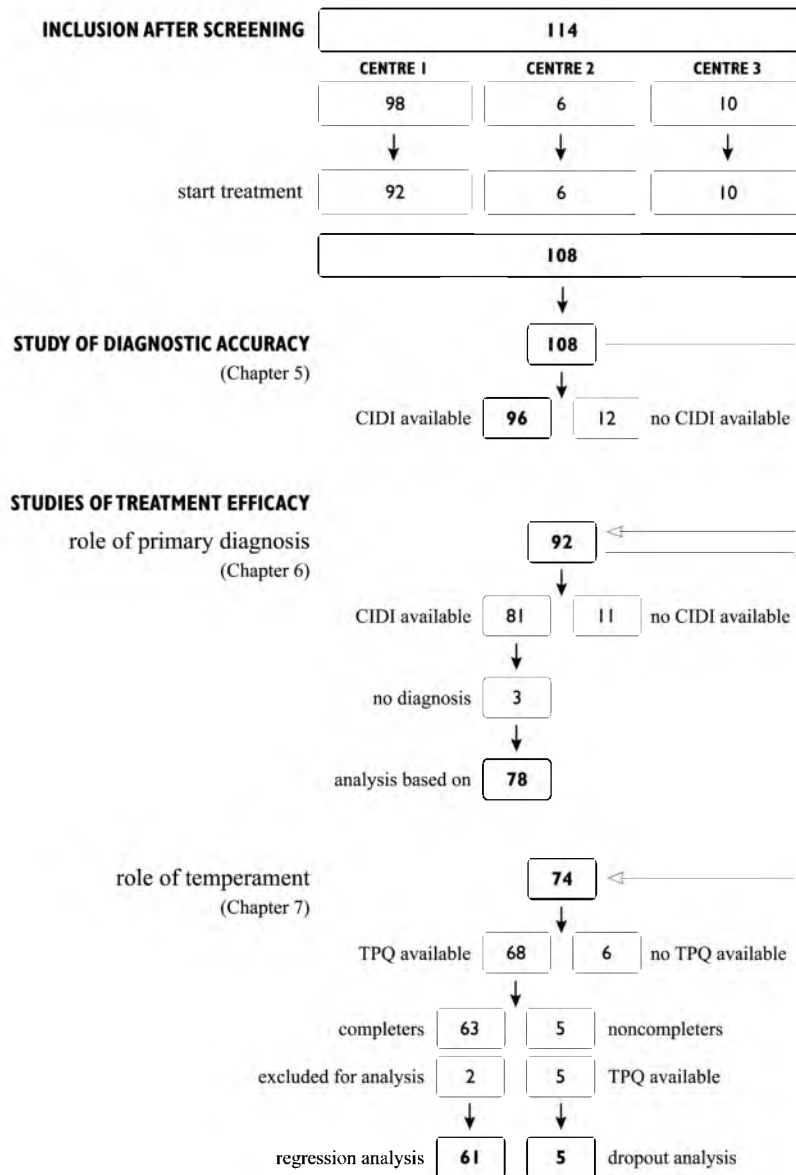 INCLUSION AFTER SCREENING 114
CENTRE 1 CENTRE 2 CENTRE 3
98 6 10
start treatment 92 6 10
108
STUDY OF DIAGNOSTIC ACCURACY 108
(Chapter 5)
CIDI available 96 12 no CIDI available
STUDIES OF TREATMENT EFFICACY
role of primary diagnosis 92
(Chapter 6)
CIDI available 81 11 no CIDI available
no diagnosis 3
analysis based on 78
role of temperament 74
(Chapter 7)
TPQ available 68 6 no TPQ available
completers 63 5 noncompleters
excluded for analysis 2 5 TPQ available
regression analysis 61 5 dropout analysis